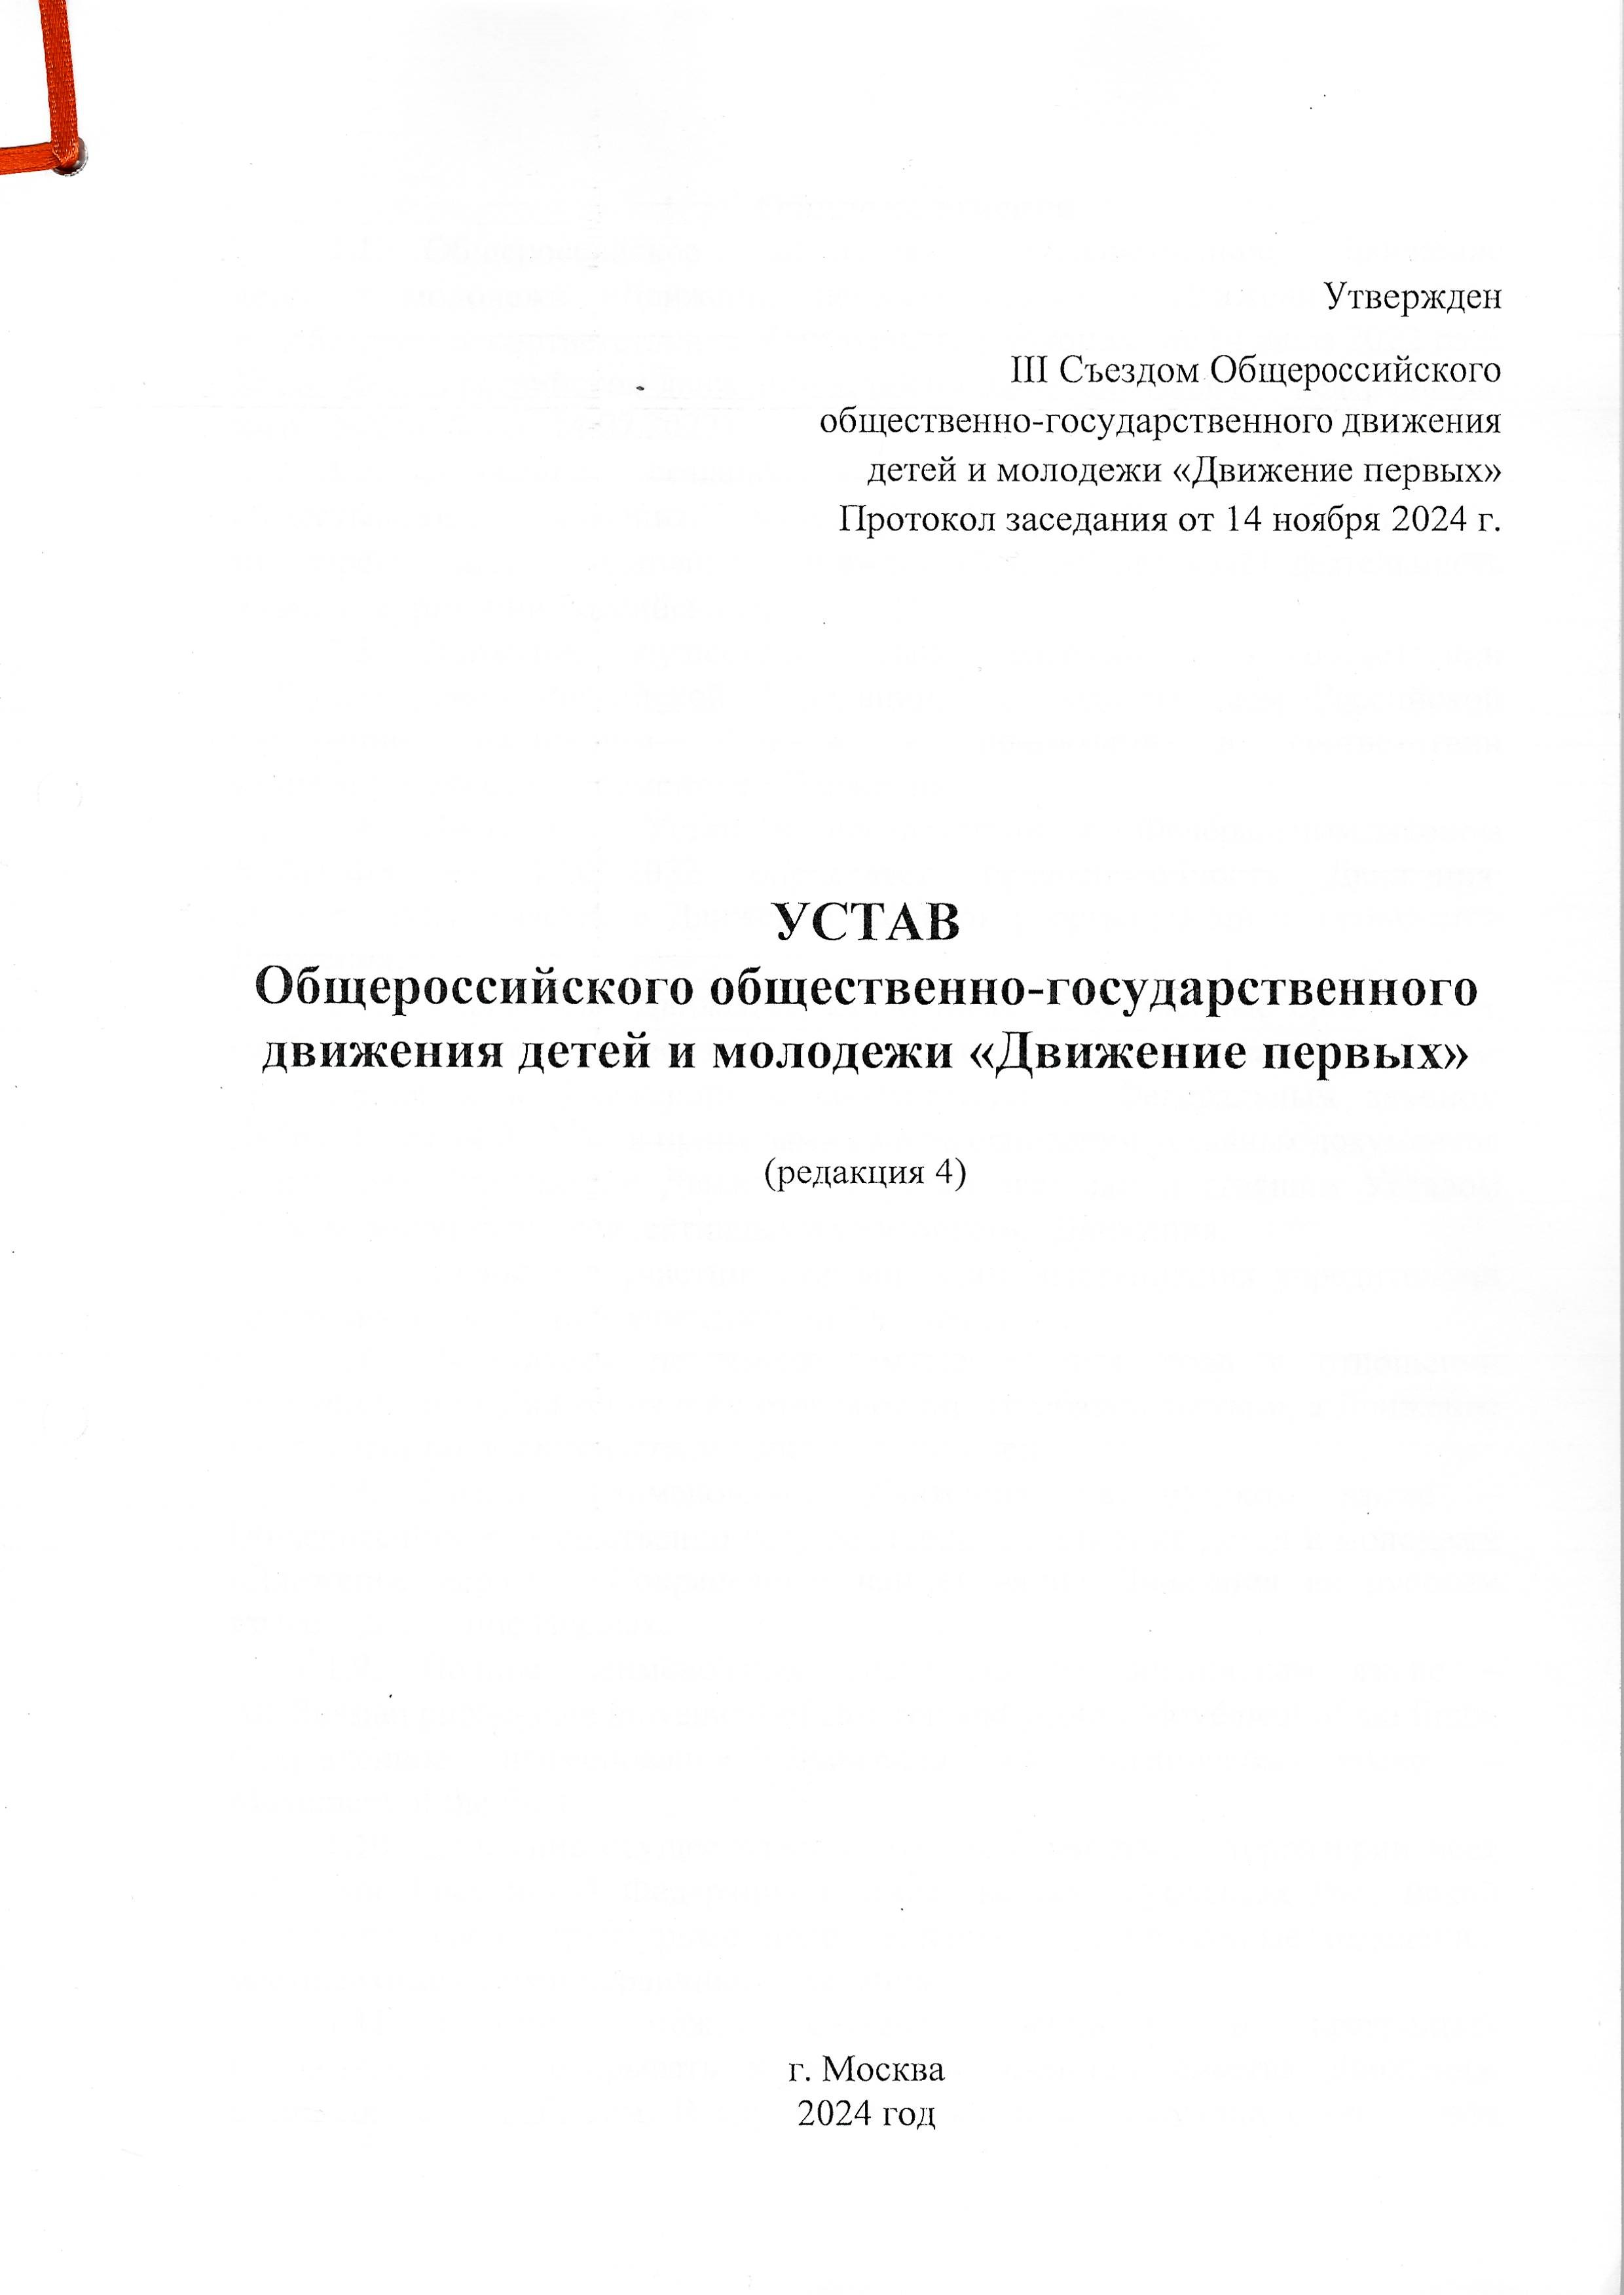 Утвержден
III Съездом Общероссийского
общественно-государственного движения
детей и молодежи «Движение первых»
Протокол заседания от 14 ноября 2024 г.
УСТАВ
Общероссийского общественно-государственного
движения детей и молодежи «Движение первых»
(редакция 4)
г. Москва
2024 год